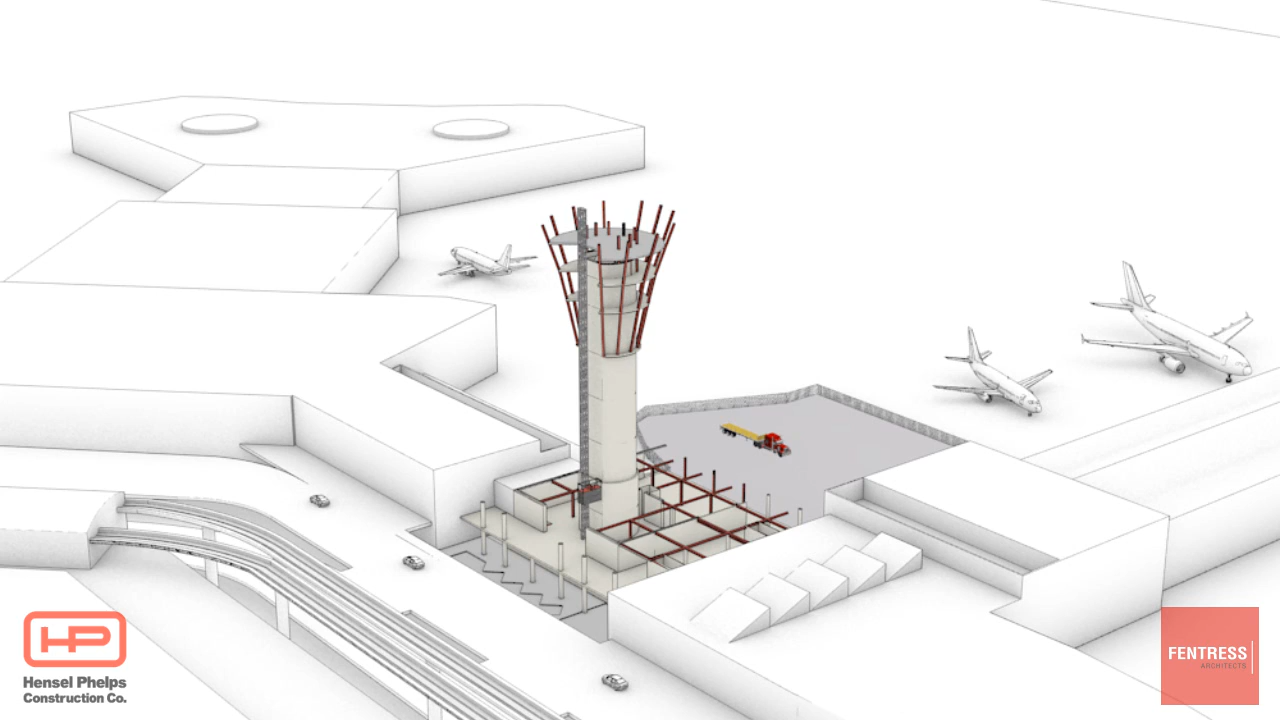 HP
Hensel Phelps
Construction Co.
FENTRESS
ARCHITECTS